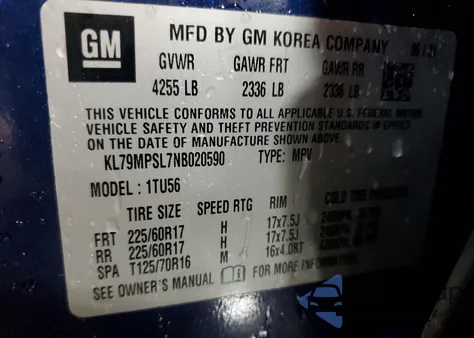 GM
MFD BY GM KOREA COMPANY 06/21
GVWR GAWR FRT GAWR RR
4255 LB 2336 LB 2336 LB
THIS VEHICLE CONFORMS TO ALL APPLICABLE U.S. FEDERAL MOTOR
VEHICLE SAFETY AND THEFT PREVENTION STANDARDS IN EFFECT
ON THE DATE OF MANUFACTURE SHOWN ABOVE.
KL79MPSL7NB020590 TYPE: MPV
MODEL: 1TU56
TIRE SIZE SPEED RTG RIM COLD TIRE
FRT 225/60R17 H 17x7.5J
RR 225/60R17 H 17x7.5J
SPA T125/70R16 M 16x4.0BT
SEE OWNER'S MANUAL FOR MORE INFORMATION